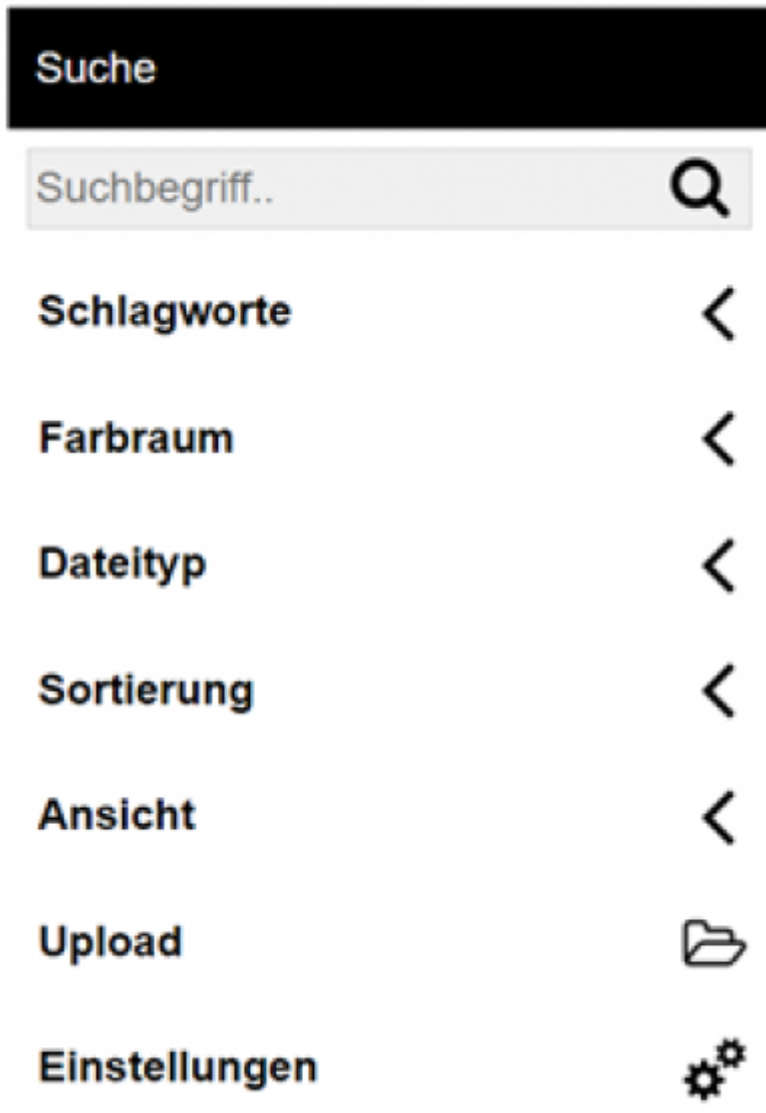 Suche
Suchbegriff..
Schlagworte
Farbraum
Dateityp
Sortierung
Ansicht
Upload
Einstellungen